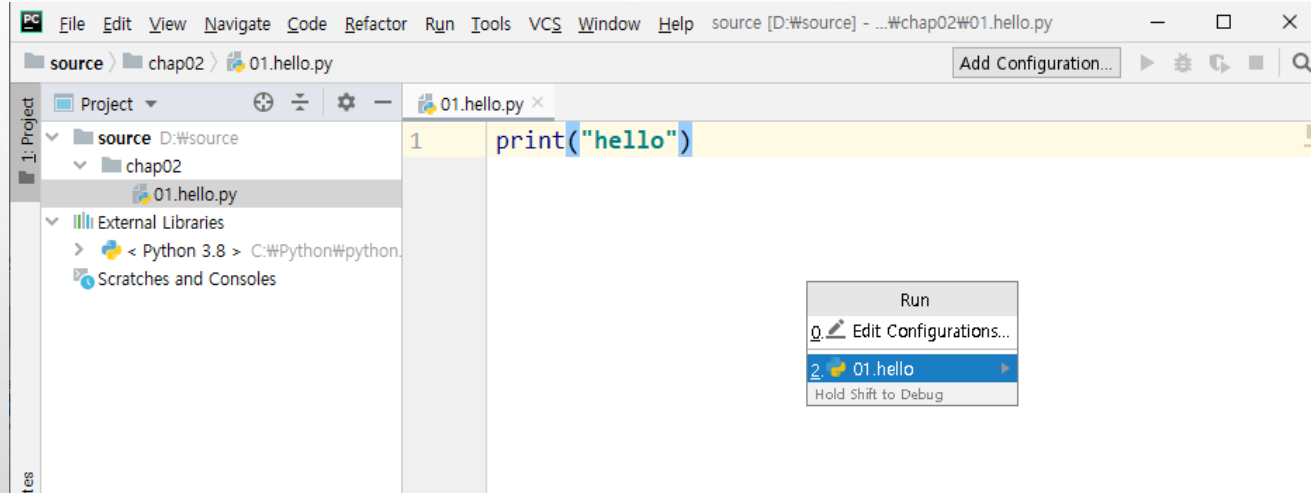 PC File Edit View Navigate Code Refactor Run Tools VCS Window Help source [D:₩source] - ...₩chap02₩01.hello.py
source chap02 01.hello.py Add Configuration...
1: Project
Project
01.hello.py
source D:₩source
chap02
01.hello.py
External Libraries
< Python 3.8 > C:₩Python₩python.
Scratches and Consoles
1 print("hello")
Run
0. Edit Configurations...
2. 01.hello
Hold Shift to Debug
tes